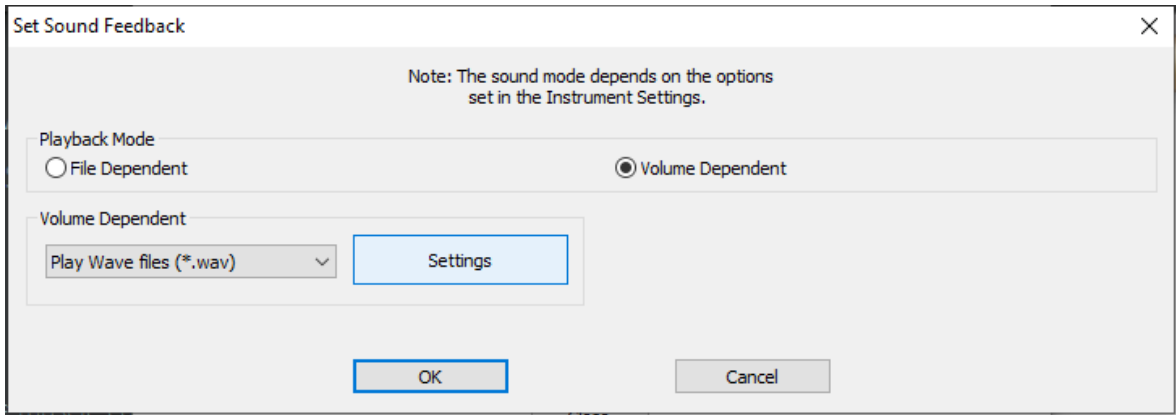 Set Sound Feedback
Note: The sound mode depends on the options
set in the Instrument Settings.
Playback Mode
File Dependent
Volume Dependent
Volume Dependent
Play Wave files (*.wav)
Settings
OK
Cancel